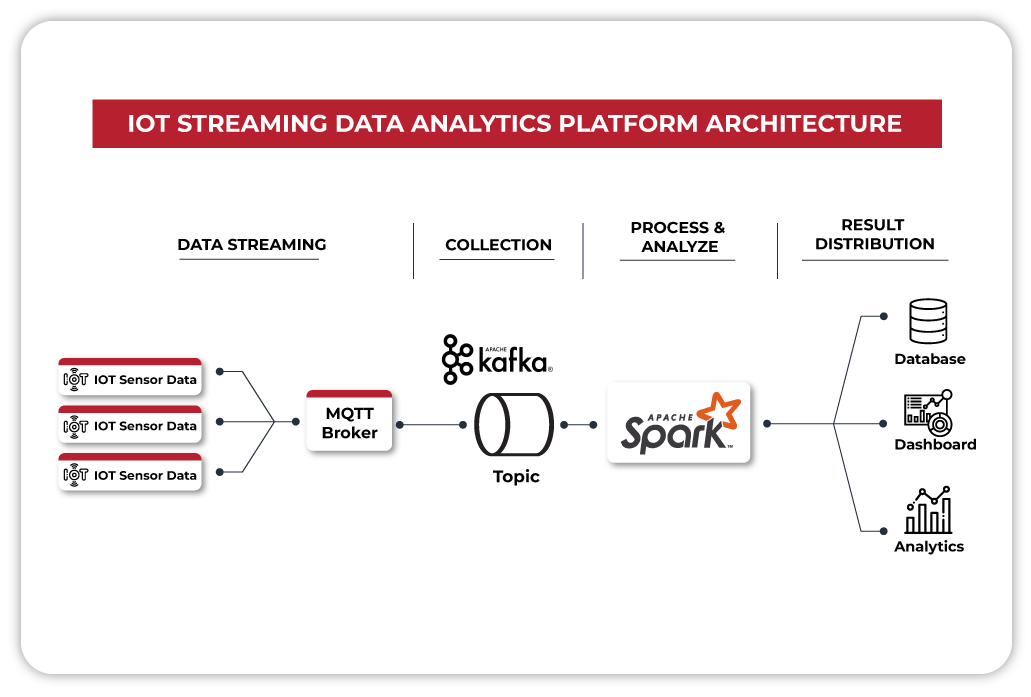 IOT STREAMING DATA ANALYTICS PLATFORM ARCHITECTURE
DATA STREAMING
COLLECTION
PROCESS &
ANALYZE
RESULT
DISTRIBUTION
IOT IOT Sensor Data
IOT IOT Sensor Data
IOT IOT Sensor Data
MQTT
Broker
APACHE
kafka®
Topic
APACHE
Spark™
Database
Dashboard
Analytics